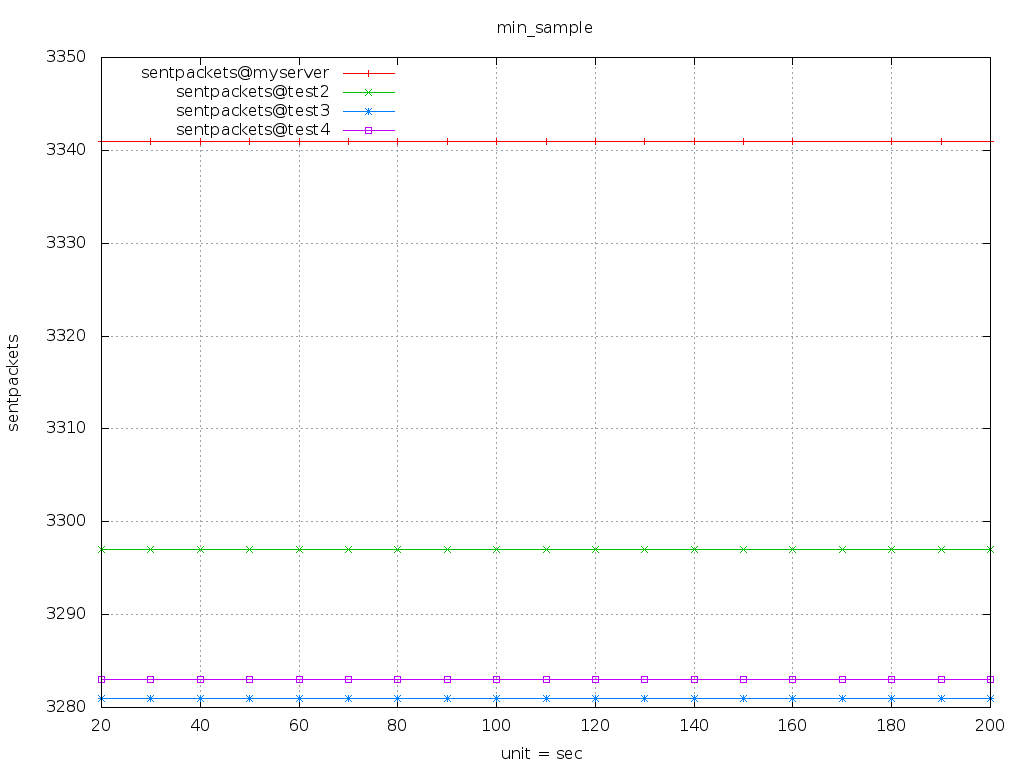 min_sample
3350
sentpackets@myserver
sentpackets@test2
sentpackets@test3
sentpackets@test4
3340
3330
3320
3310
3300
3290
3280
sentpackets
20 40 60 80 100 120 140 160 180 200
unit = sec